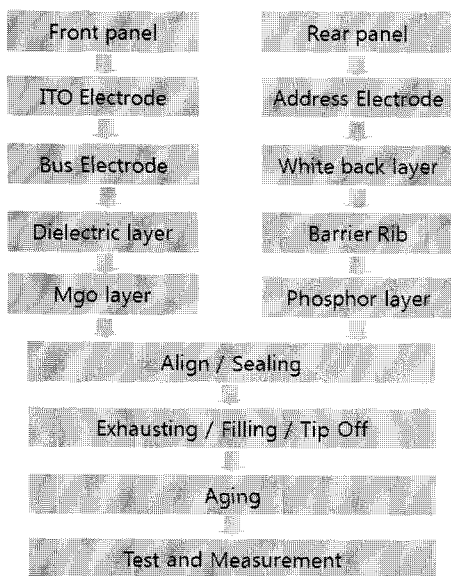 Front panel
Rear panel
ITO Electrode
Address Electrode
Bus Electrode
White back layer
Dielectric layer
Barrier Rib
Mgo layer
Phosphor layer
Align / Sealing
Exhausting / Filling / Tip Off
Aging
Test and Measurement